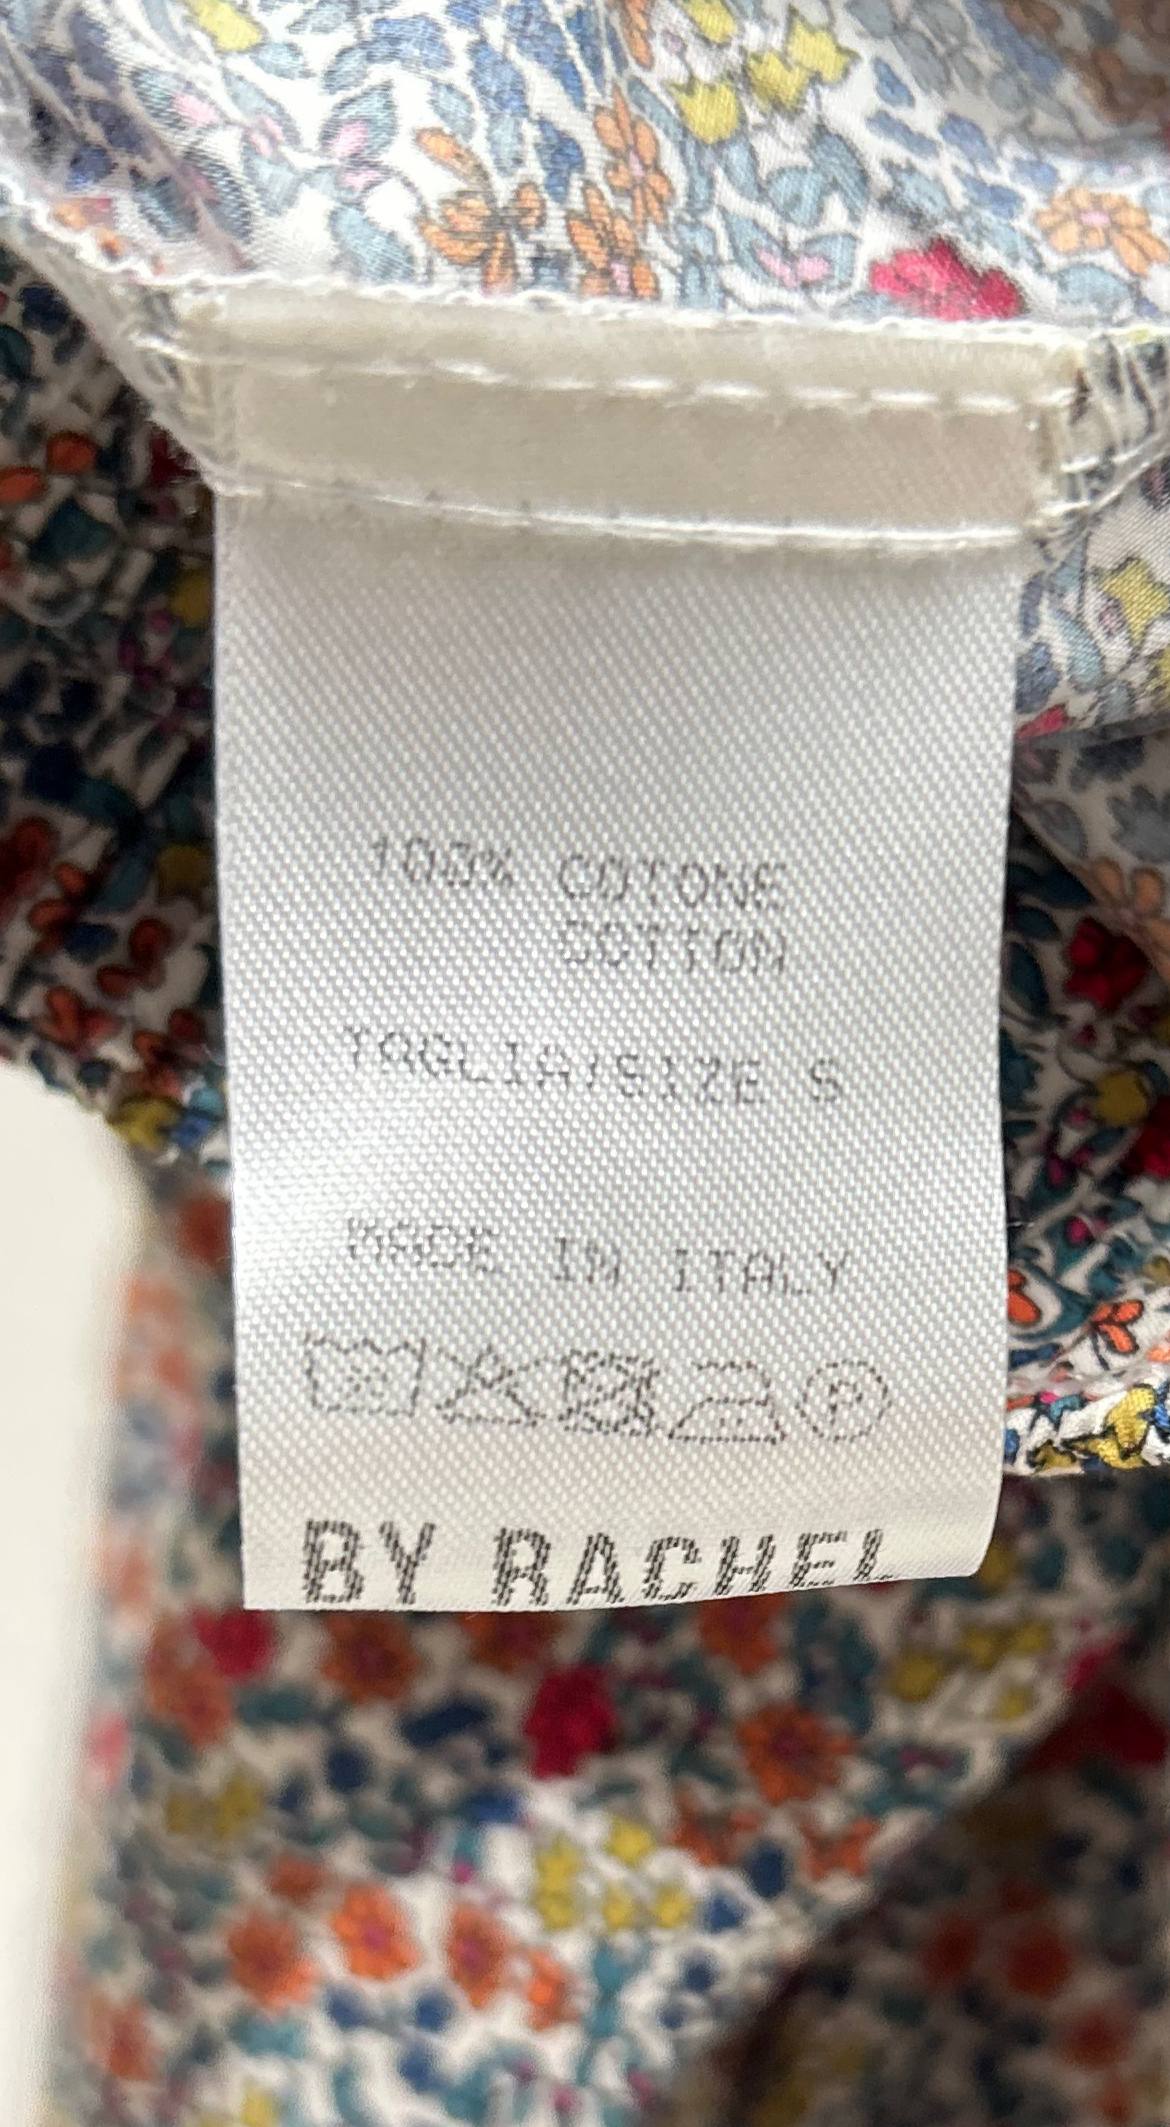 100% COTONE
COTTON
TAGLIA/SIZE S
MADE IN ITALY
P
BY RACHEL